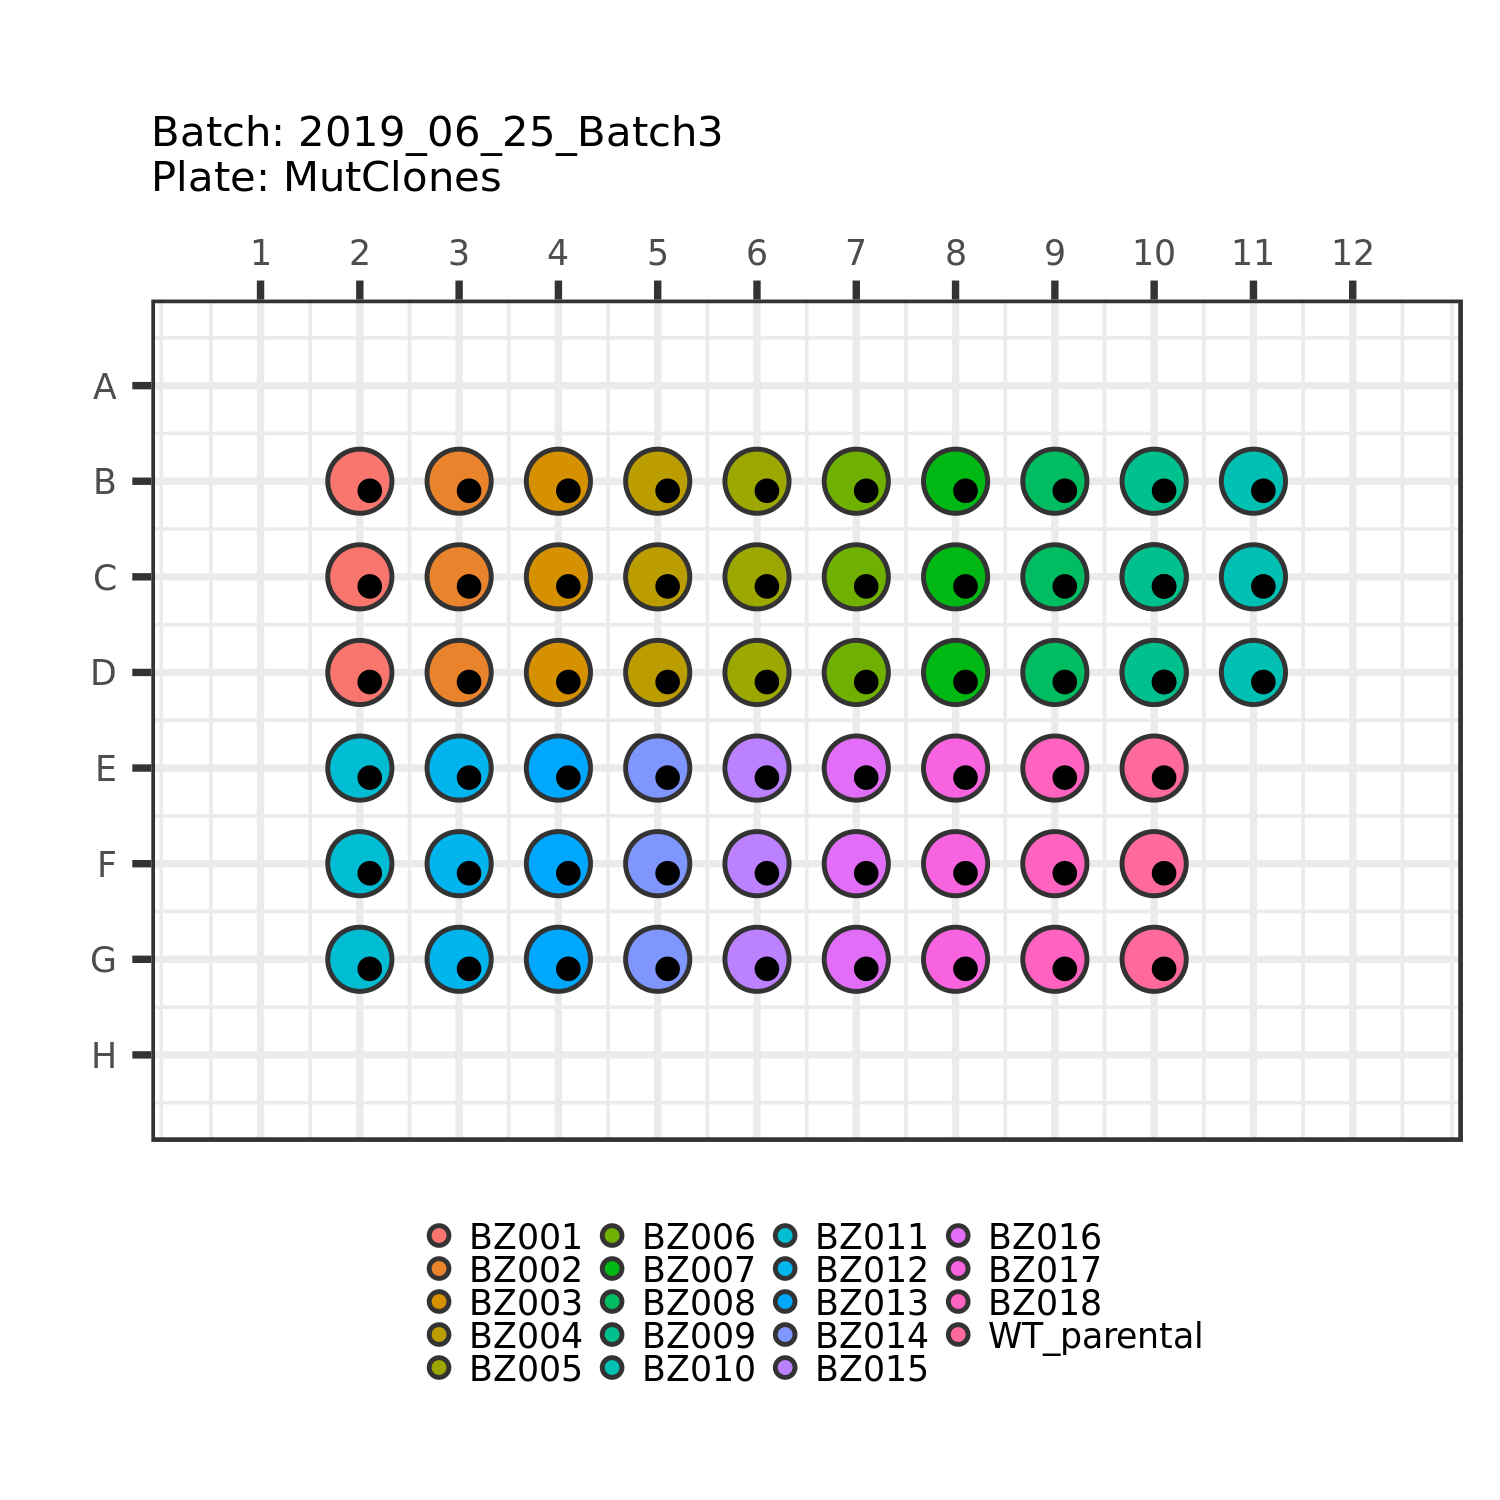 Batch: 2019_06_25_Batch3
Plate: MutClones
1 2 3 4 5 6 7 8 9 10 11 12
A
B
C
D
E
F
G
H
BZ001 BZ006 BZ011 BZ016
BZ002 BZ007 BZ012 BZ017
BZ003 BZ008 BZ013 BZ018
BZ004 BZ009 BZ014 WT_parental
BZ005 BZ010 BZ015